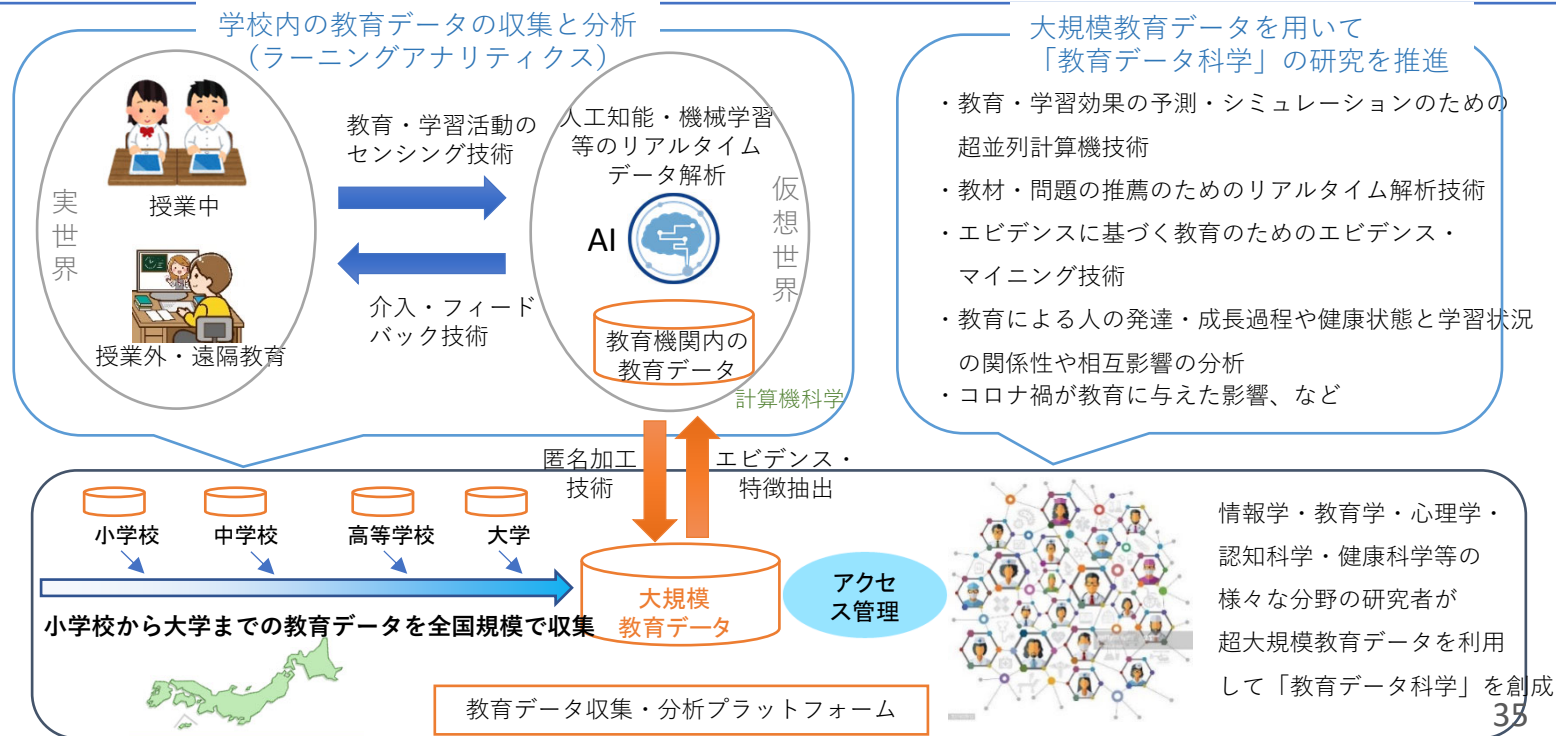 学校内の教育データの収集と分析
（ラーニングアナリティクス）
実世界
授業中
授業外・遠隔教育
教育・学習活動の
センシング技術
介入・フィード
バック技術
人工知能・機械学習
等のリアルタイム
データ解析
AI
仮想世界
教育機関内の
教育データ
計算機科学
大規模教育データを用いて
「教育データ科学」の研究を推進
・教育・学習効果の予測・シミュレーションのための
超並列計算機技術
・教材・問題の推薦のためのリアルタイム解析技術
・エビデンスに基づく教育のためのエビデンス・
マイニング技術
・教育による人の発達・成長過程や健康状態と学習状況
の関係性や相互影響の分析
・コロナ禍が教育に与えた影響、など
匿名加工
技術
エビデンス・
特徴抽出
小学校
中学校
高等学校
大学
小学校から大学までの教育データを全国規模で収集
大規模
教育データ
アクセ
ス管理
教育データ収集・分析プラットフォーム
情報学・教育学・心理学・
認知科学・健康科学等の
様々な分野の研究者が
超大規模教育データを利用
して「教育データ科学」を創成
35